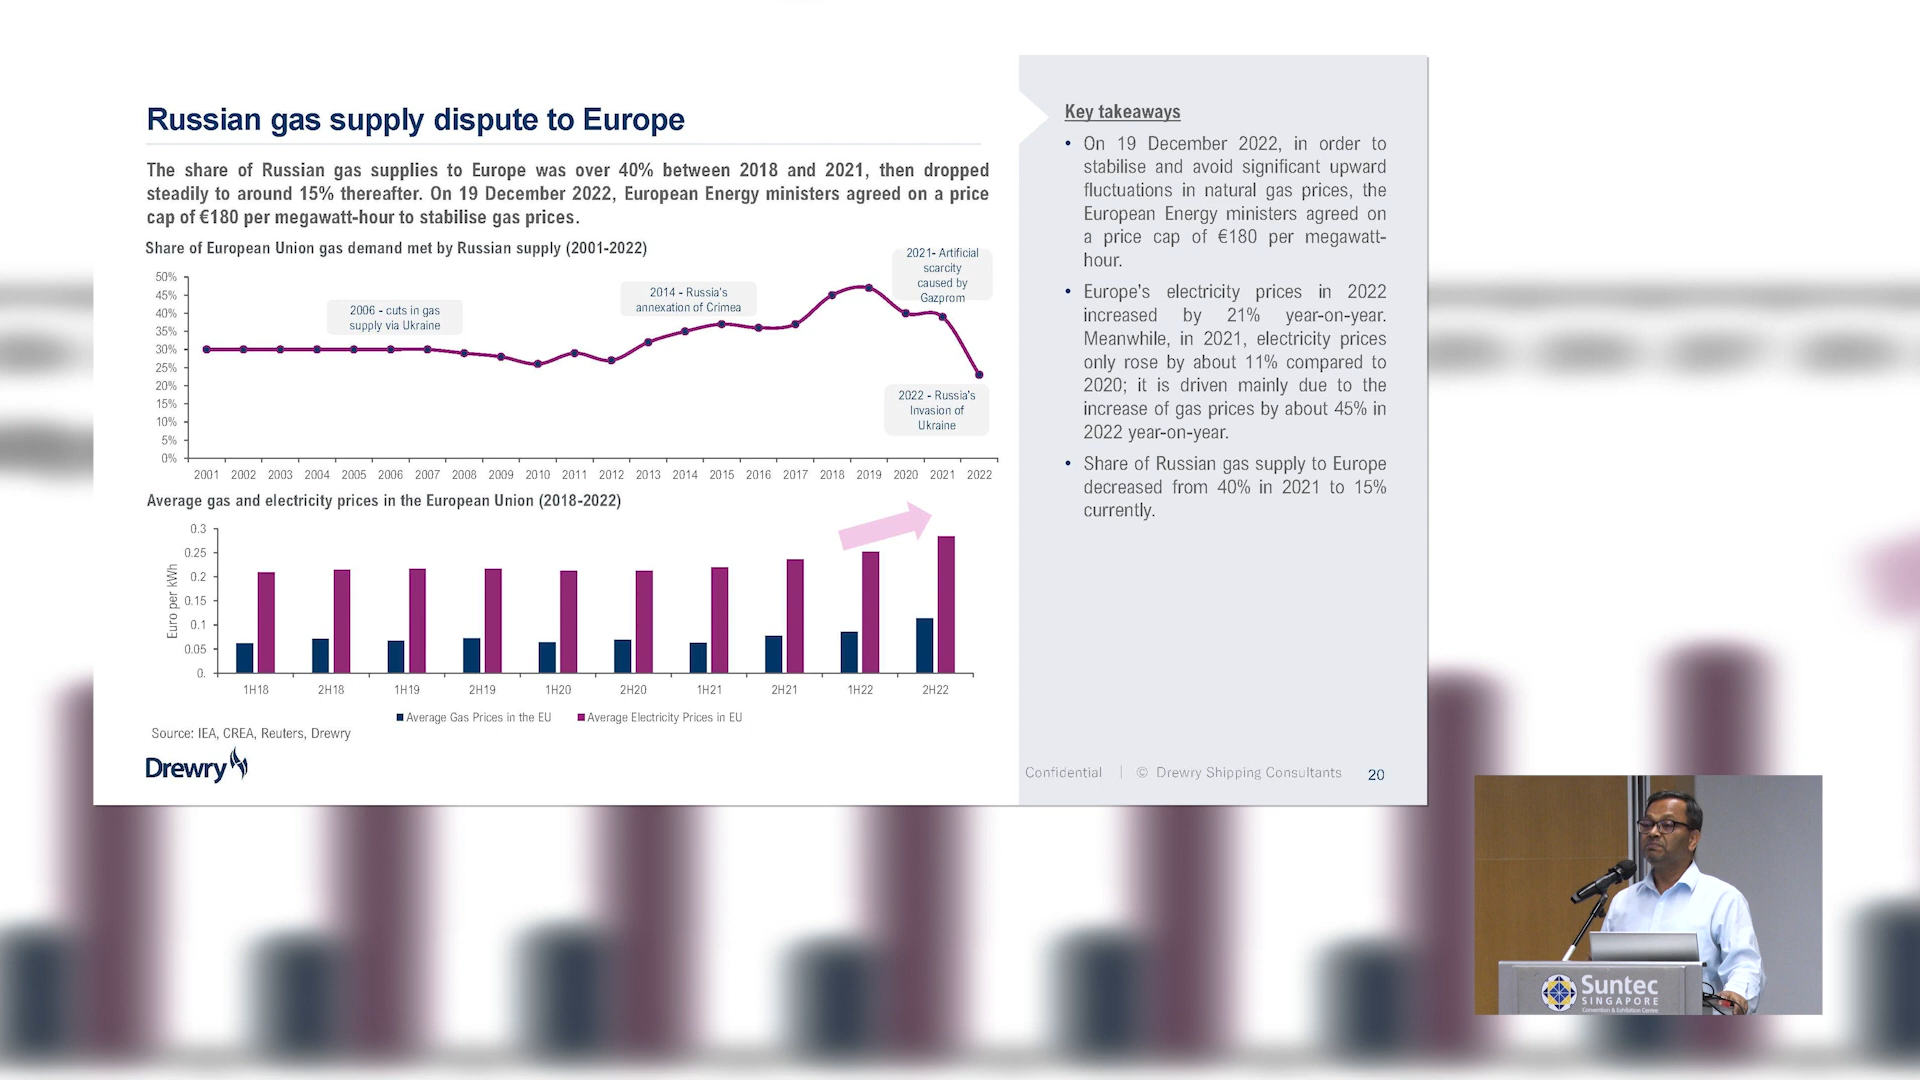 Russian gas supply dispute to Europe
The share of Russian gas supplies to Europe was over 40% between 2018 and 2021, then dropped
steadily to around 15% thereafter. On 19 December 2022, European Energy ministers agreed on a price
cap of €180 per megawatt-hour to stabilise gas prices.
Share of European Union gas demand met by Russian supply (2001-2022)
50%
45%
40%
35%
30%
25%
20%
15%
10%
5%
0%
2006 - cuts in gas
supply via Ukraine
2014 - Russia's
annexation of Crimea
2021- Artificial
scarcity
caused by
Gazprom
2022 - Russia's
Invasion of
Ukraine
2001 2002 2003 2004 2005 2006 2007 2008 2009 2010 2011 2012 2013 2014 2015 2016 2017 2018 2019 2020 2021 2022
Average gas and electricity prices in the European Union (2018-2022)
Euro per kWh
0.3
0.25
0.2
0.15
0.1
0.05
0.
1H18 2H18 1H19 2H19 1H20 2H20 1H21 2H21 1H22 2H22
Average Gas Prices in the EU Average Electricity Prices in EU
Source: IEA, CREA, Reuters, Drewry
Drewry
Key takeaways
• On 19 December 2022, in order to
stabilise and avoid significant upward
fluctuations in natural gas prices, the
European Energy ministers agreed on
a price cap of €180 per megawatt-
hour.
• Europe's electricity prices in 2022
increased by 21% year-on-year.
Meanwhile, in 2021, electricity prices
only rose by about 11% compared to
2020; it is driven mainly due to the
increase of gas prices by about 45% in
2022 year-on-year.
• Share of Russian gas supply to Europe
decreased from 40% in 2021 to 15%
currently.
Confidential | © Drewry Shipping Consultants 20
Suntec
SINGAPORE
Convention & Exhibition Centre